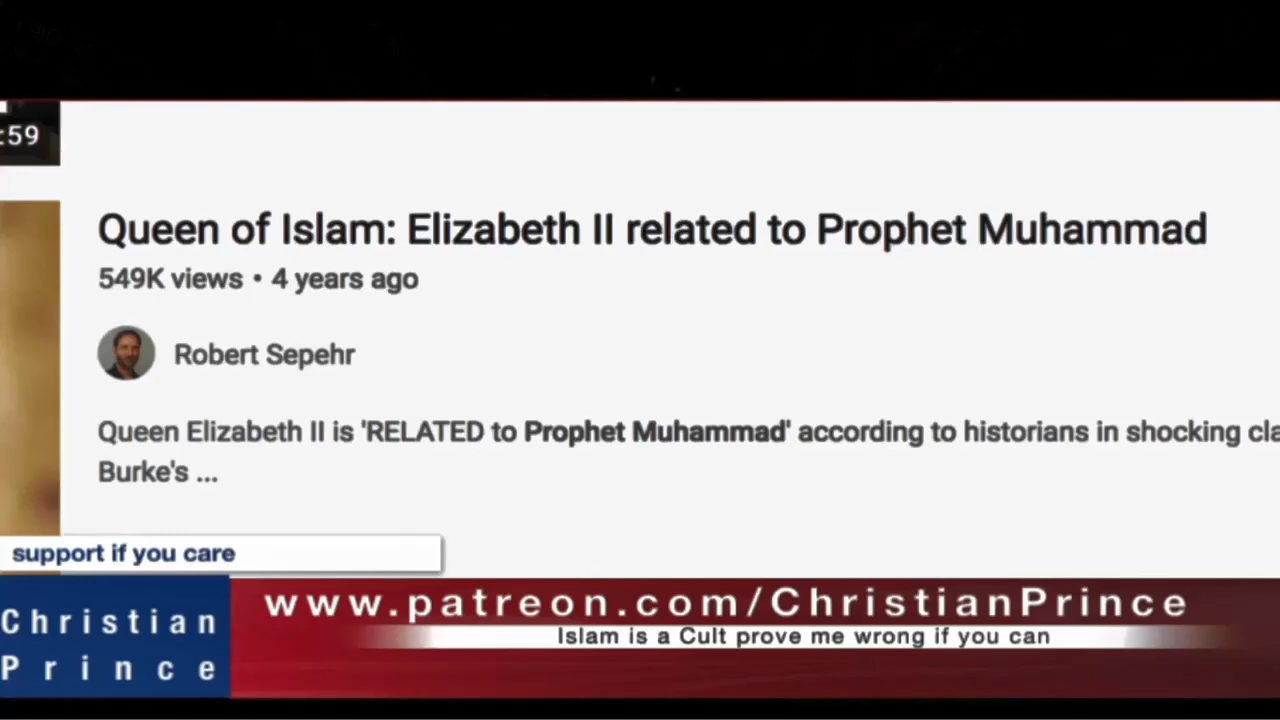 :59
Queen of Islam: Elizabeth II related to Prophet Muhammad
549K views • 4 years ago
Robert Sepehr
Queen Elizabeth II is 'RELATED to Prophet Muhammad' according to historians in shocking
Burke's ...
support if you care
Christian
Prince
www.patreon.com/ChristianPrince
Islam is a Cult prove me wrong if you can